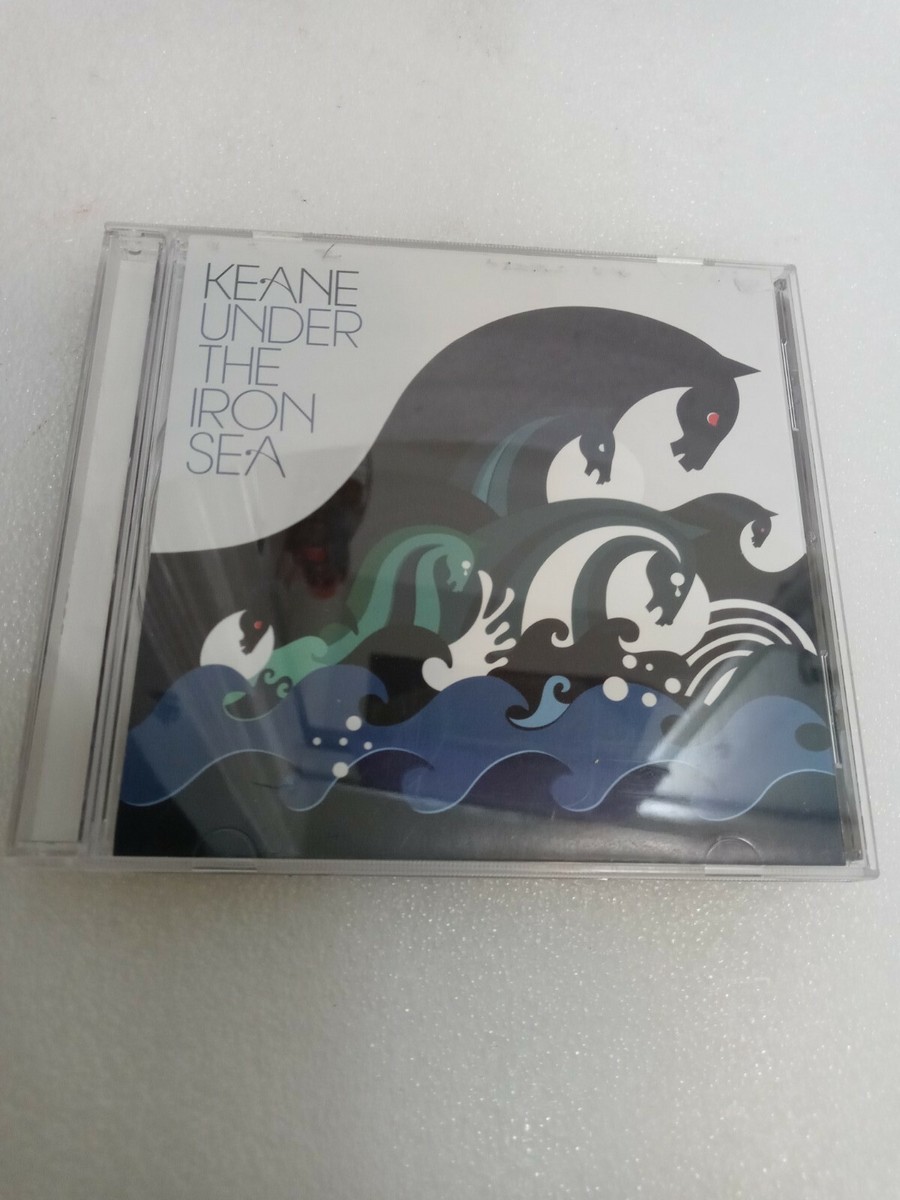 KEANE
UNDER
THE
IRON
SEA